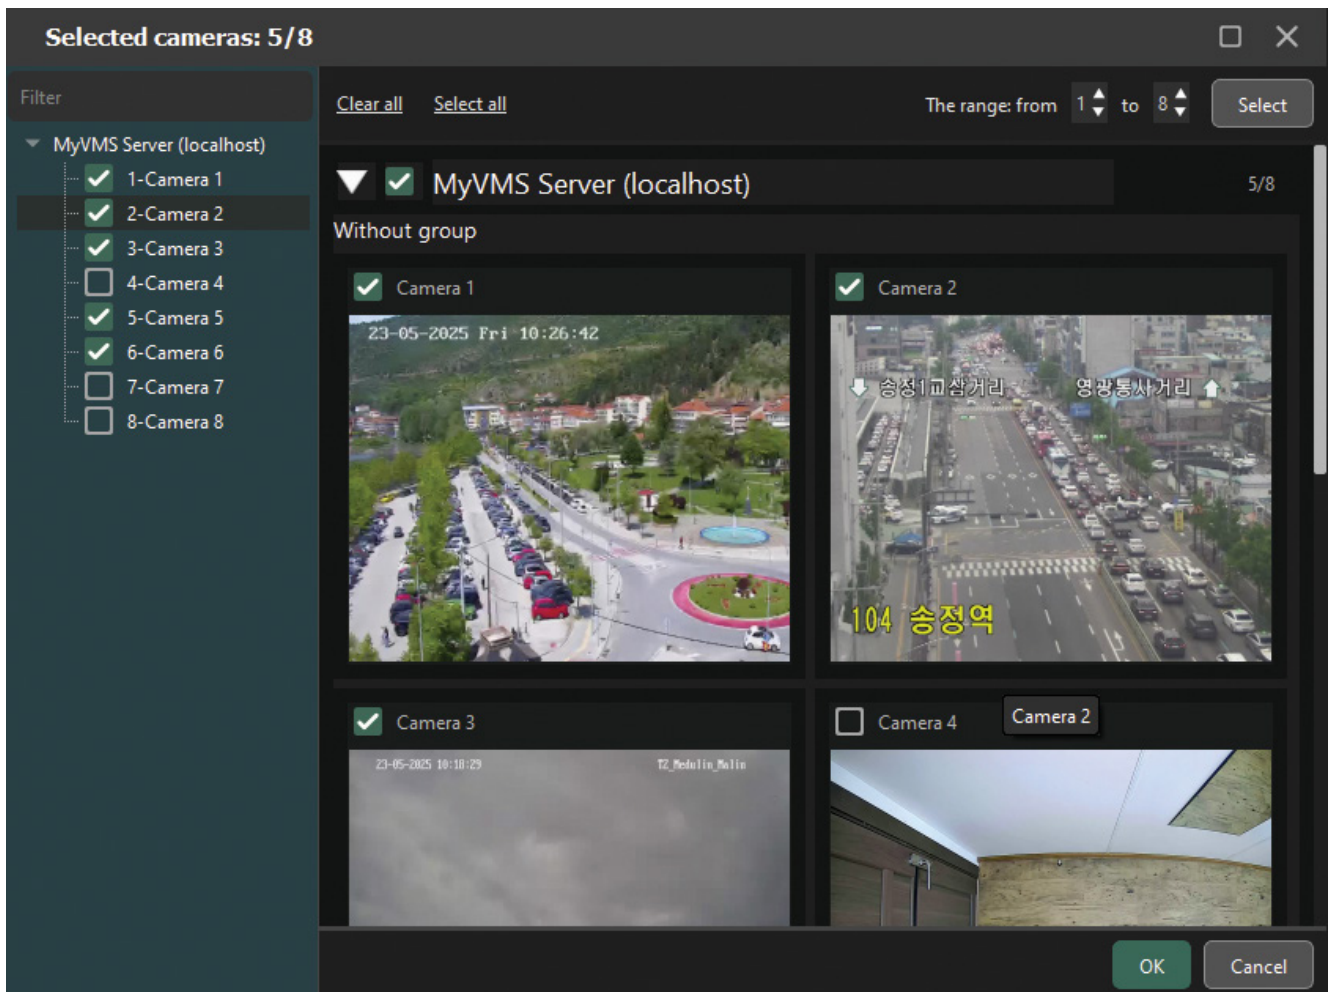 Selected cameras: 5/8
Filter
MyVMS Server (localhost)
1-Camera 1
2-Camera 2
3-Camera 3
4-Camera 4
5-Camera 5
6-Camera 6
7-Camera 7
8-Camera 8
Clear all Select all The range: from 1 to 8 Select
MyVMS Server (localhost) 5/8
Without group
Camera 1
23-05-2025 Fri 10:26:42
Camera 2
송정1교삼거리 영광통사거리
104 송정역
Camera 3
23-05-2025 10:18:29 TZ_Medulin_Malin
Camera 4
Camera 2
OK Cancel